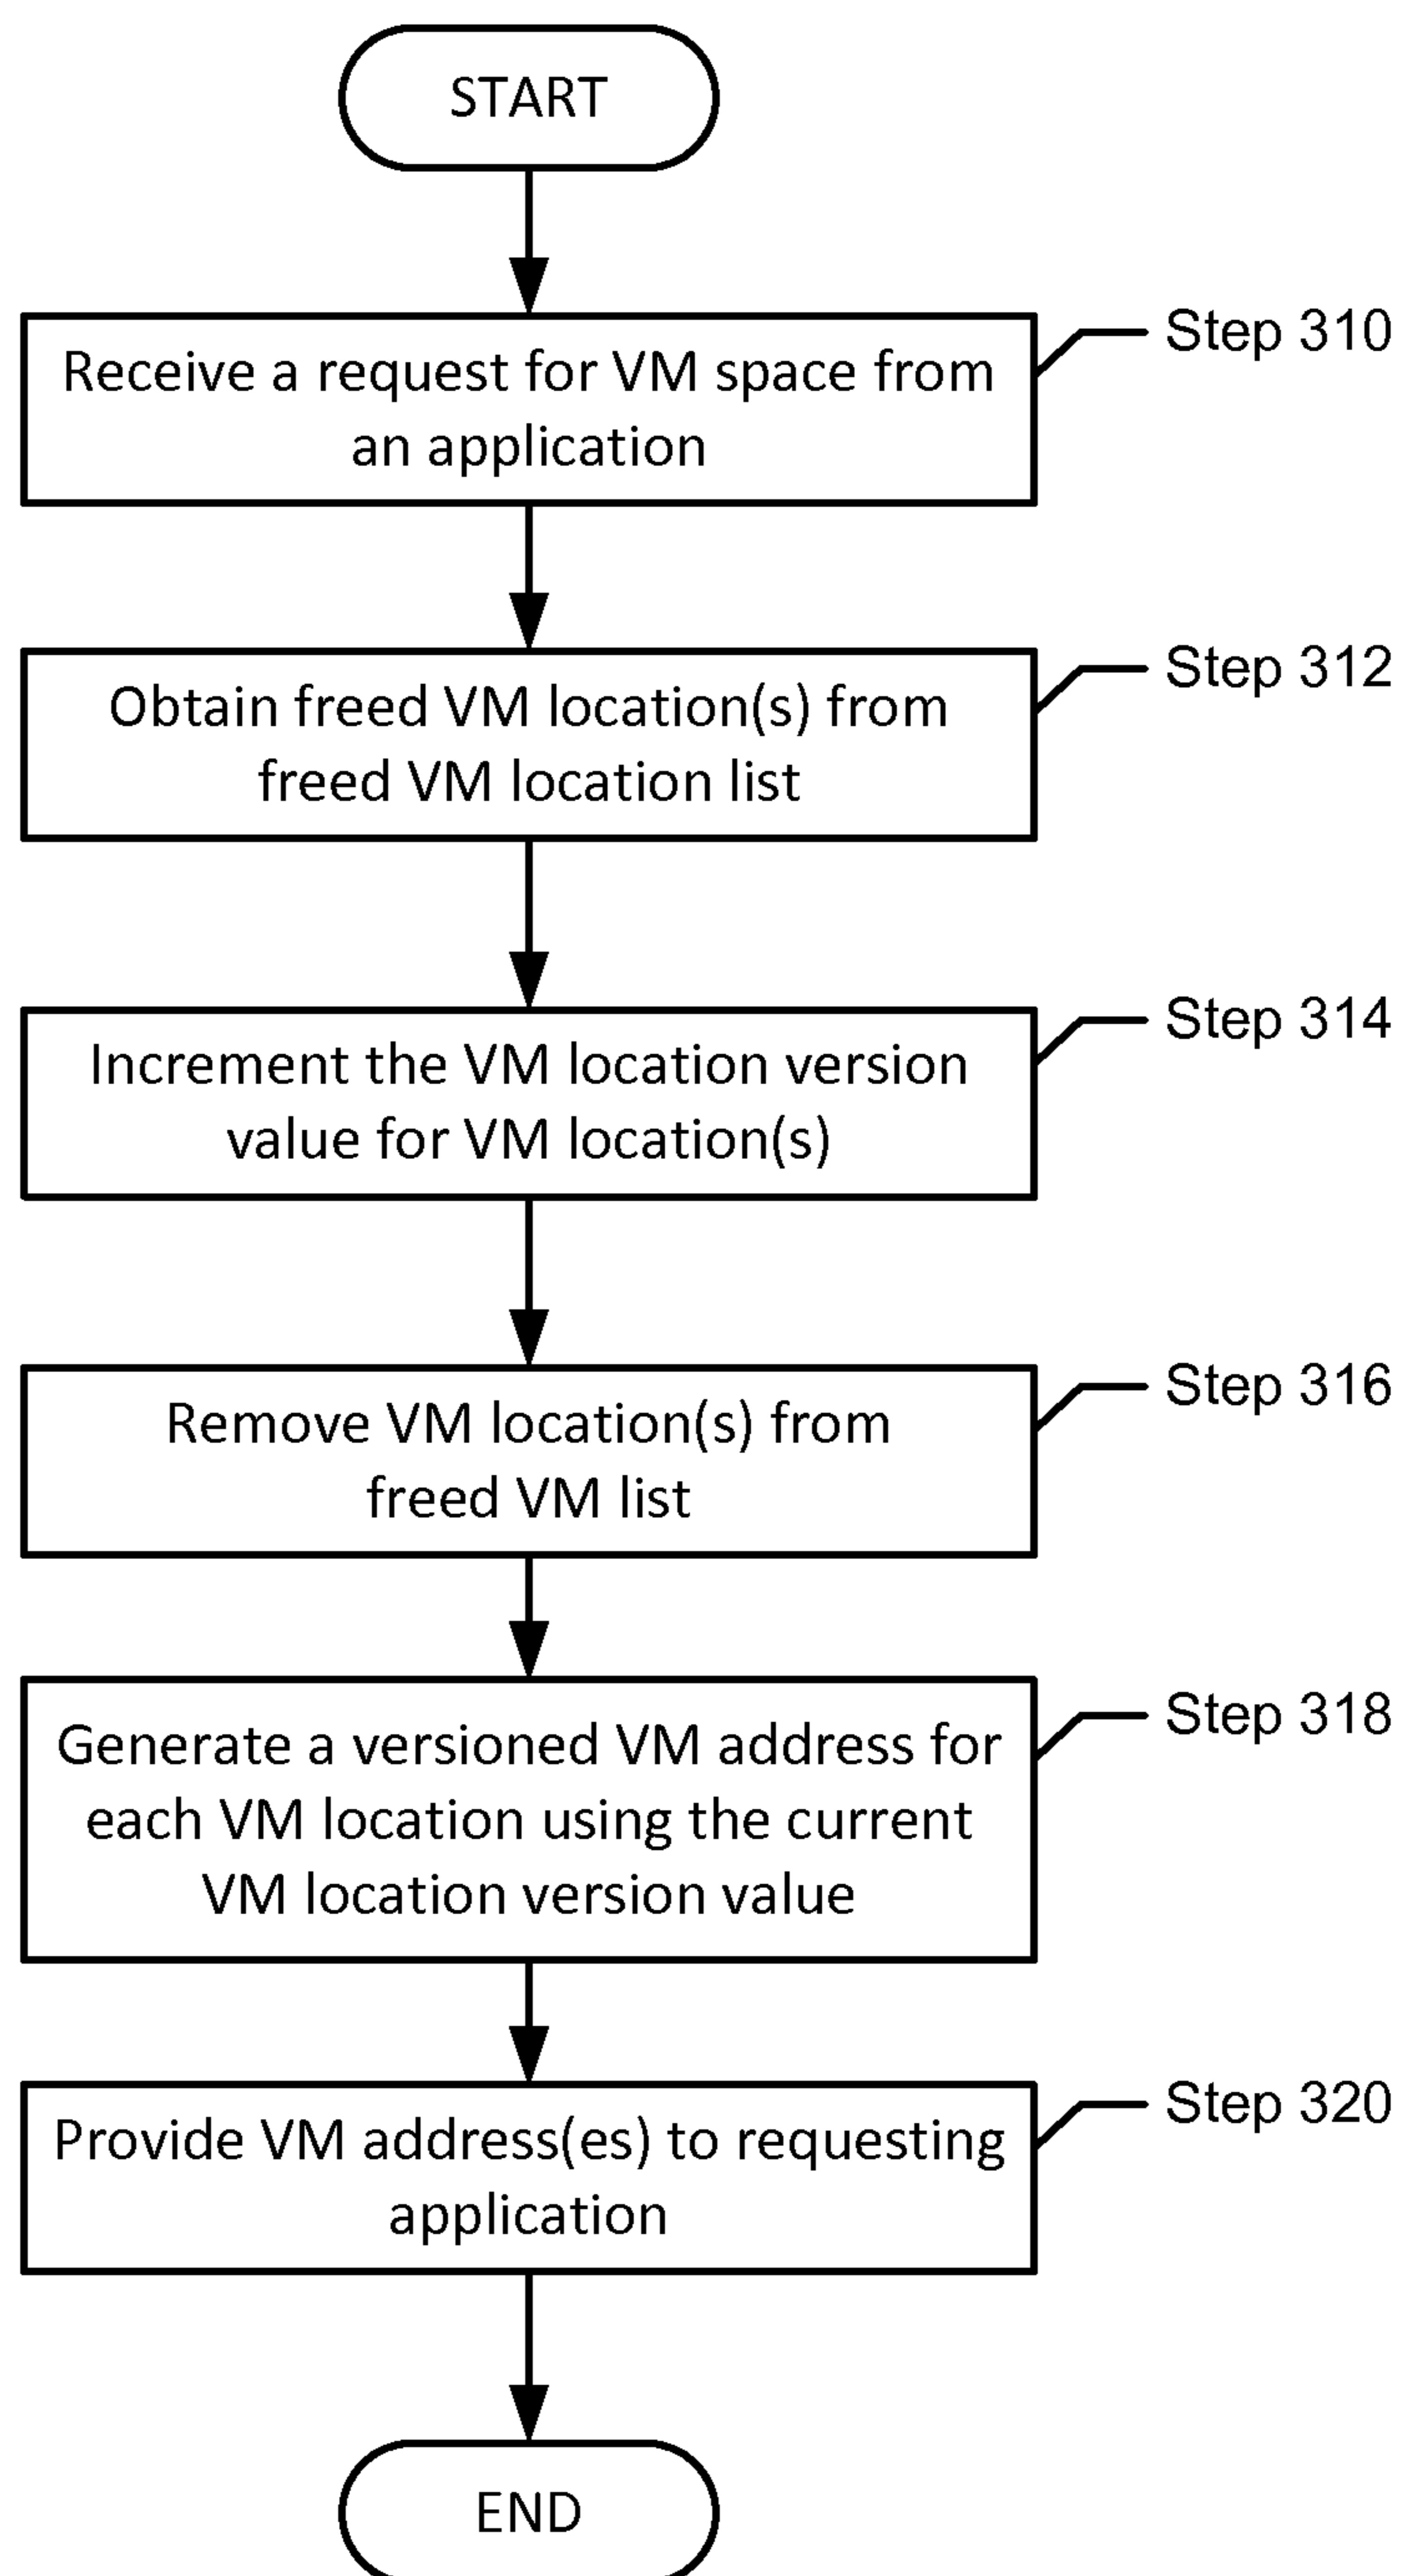 START
Step 310
Receive a request for VM space from
an application
Step 312
Obtain freed VM location(s) from
freed VM location list
Step 314
Increment the VM location version
value for VM location(s)
Step 316
Remove VM location(s) from
freed VM list
Step 318
Generate a versioned VM address for
each VM location using the current
VM location version value
Step 320
Provide VM address(es) to requesting
application
END